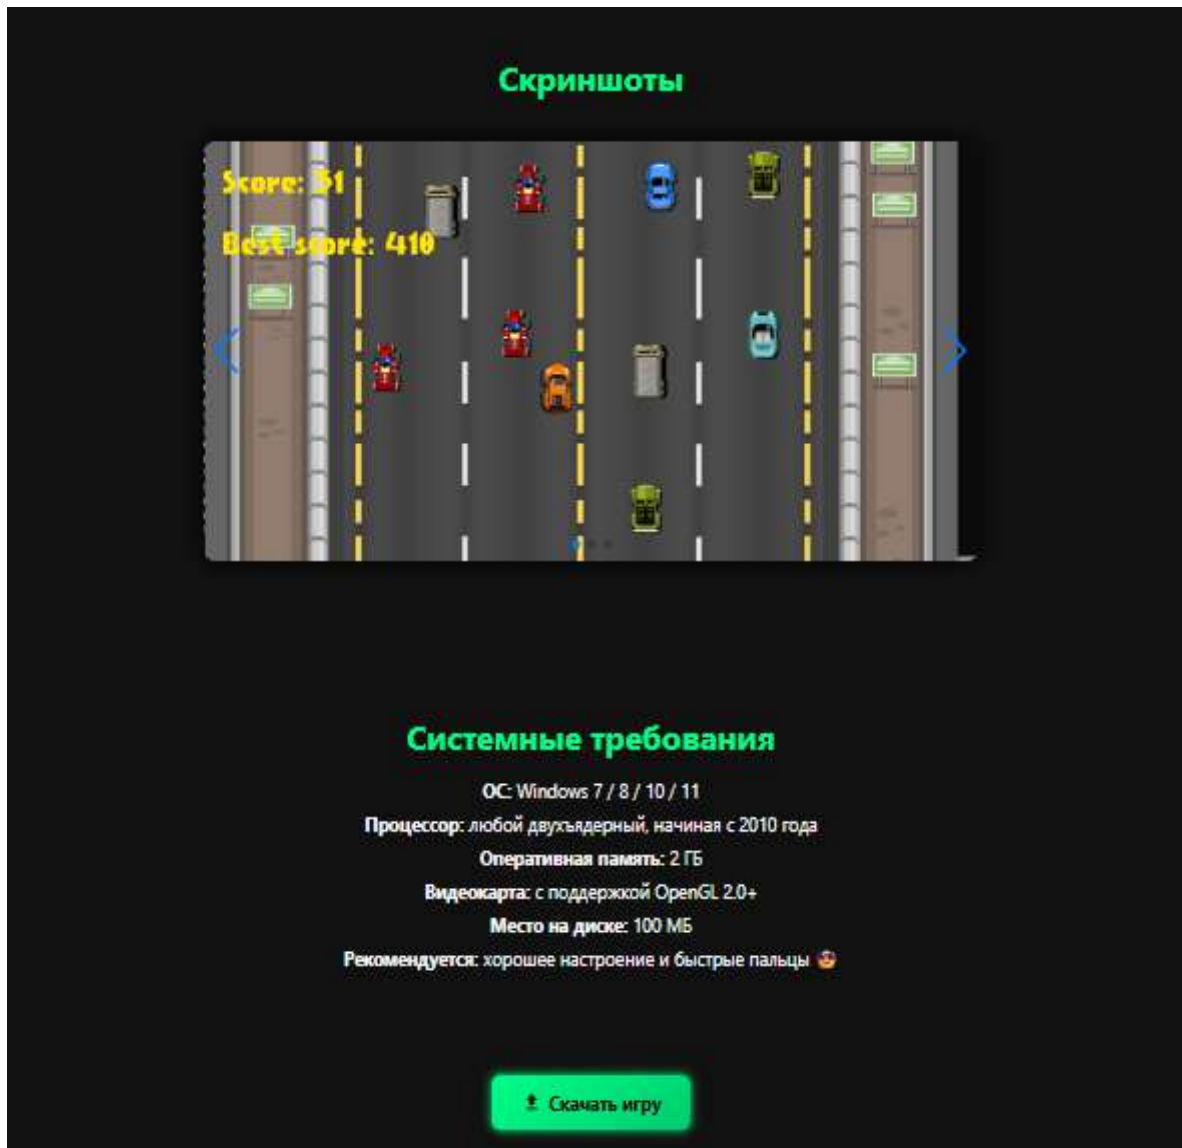 Скриншоты
Score: 51
Best score: 410
Системные требования
ОС: Windows 7 / 8 / 10 / 11
Процессор: любой двухъядерный, начиная с 2010 года
Оперативная память: 2 ГБ
Видеокарта: с поддержкой OpenGL 2.0+
Место на диске: 100 МБ
Рекомендуется: хорошее настроение и быстрые пальцы 😎
Скачать игру